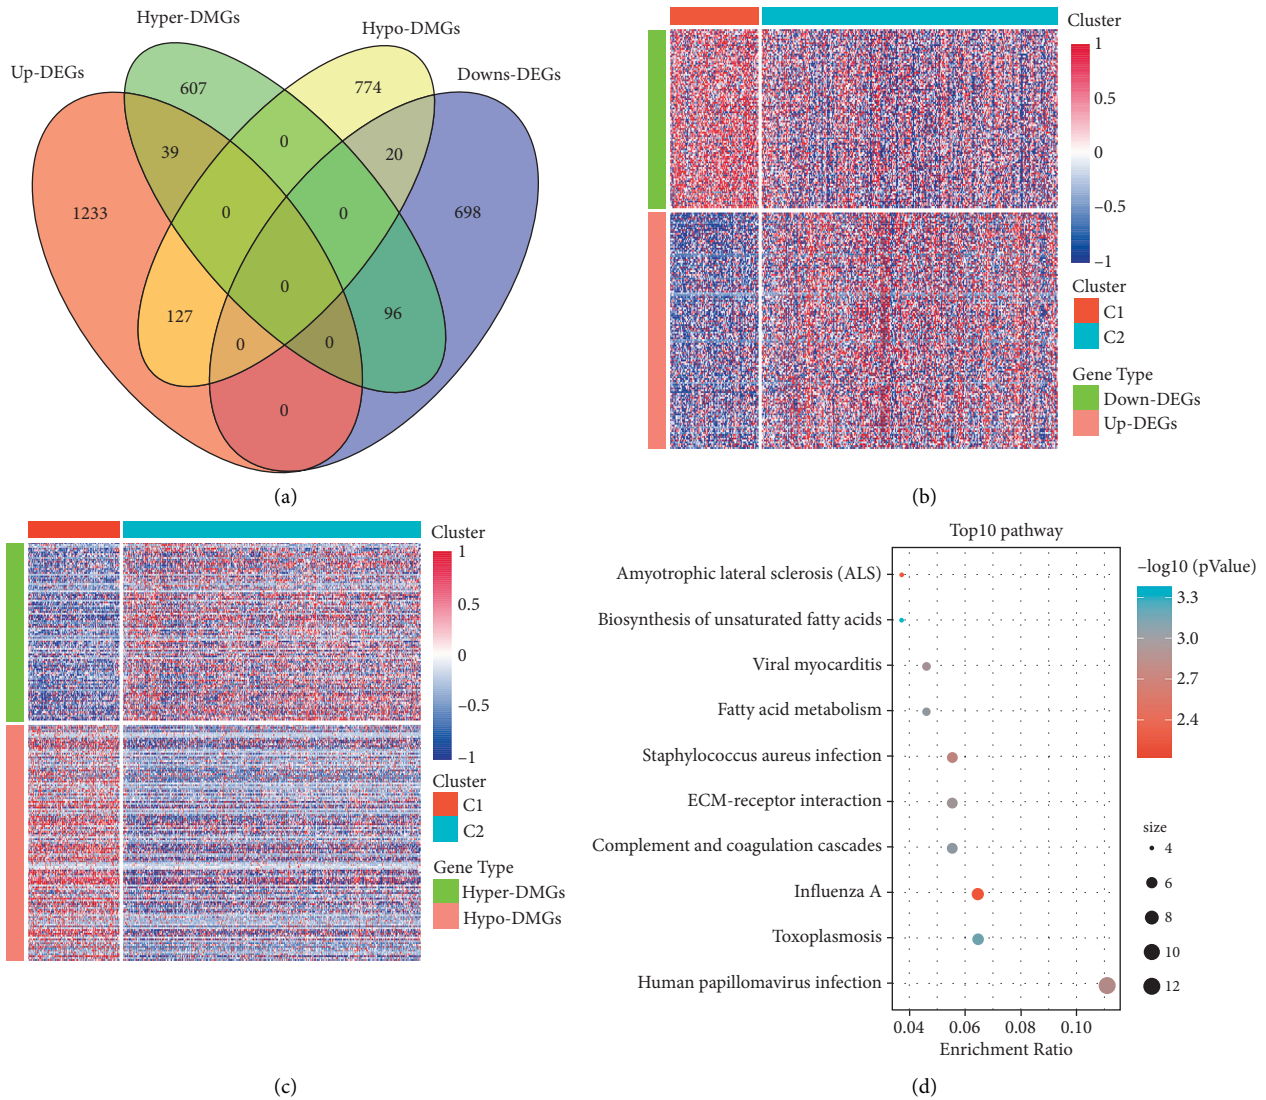 Hyper-DMGs
Hypo-DMGs
Up-DEGs
Downs-DEGs
607
774
0
39
20
1233
0
0
698
0
127
96
0
0
0
(a)
Cluster
1
0.5
0
–0.5
–1
Cluster
C1
C2
Gene Type
Down-DEGs
Up-DEGs
(b)
Cluster
1
0.5
0
–0.5
–1
Cluster
C1
C2
Gene Type
Hyper-DMGs
Hypo-DMGs
(c)
Top10 pathway
Amyotrophic lateral sclerosis (ALS)
Biosynthesis of unsaturated fatty acids
Viral myocarditis
Fatty acid metabolism
Staphylococcus aureus infection
ECM-receptor interaction
Complement and coagulation cascades
Influenza A
Toxoplasmosis
Human papillomavirus infection
0.04 0.06 0.08 0.10
Enrichment Ratio
–log10 (pValue)
3.3
3.0
2.7
2.4
size
4
6
8
10
12
(d)